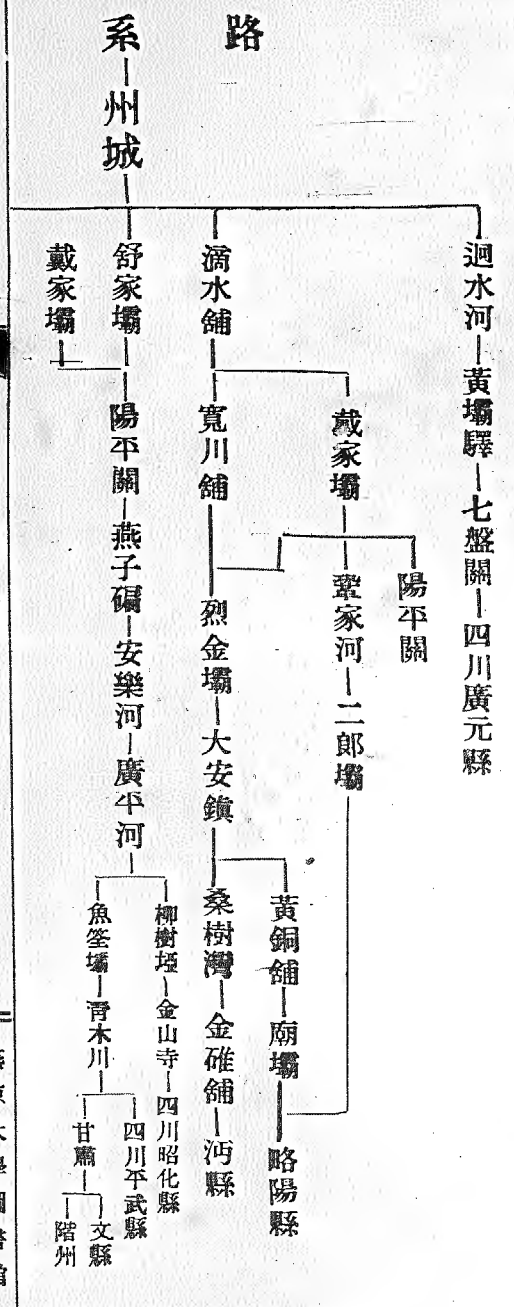 路
系
州城
迴水河
黃壩驛
七盤關
四川廣元縣
滴水舖
戴家壩
陽平關
鞏家河
二郎壩
寬川舖
烈金壩
大安鎮
黃銅舖
廟壩
略陽縣
桑樹灣
金碓舖
沔縣
舒家壩
戴家壩
陽平關
燕子碥
安樂河
廣平河
柳樹埡
金山寺
四川昭化縣
魚筌壩
青木川
四川平武縣
甘肅
文縣
階州